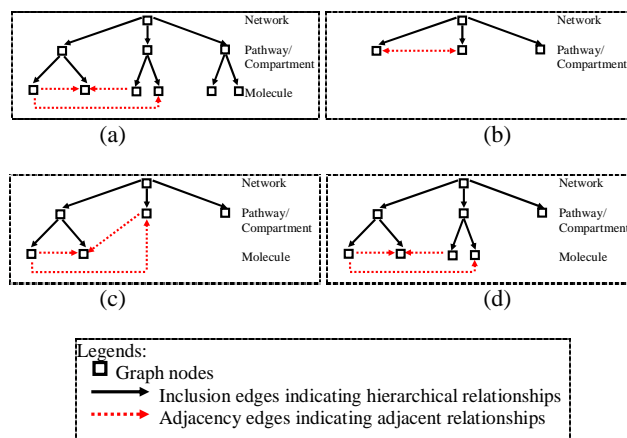 Network
Pathway/
Compartment
Molecule
(a)
Network
Pathway/
Compartment
Molecule
(b)
Network
Pathway/
Compartment
Molecule
(c)
Network
Pathway/
Compartment
Molecule
(d)
Legends:
Graph nodes
Inclusion edges indicating hierarchical relationships
Adjacency edges indicating adjacent relationships